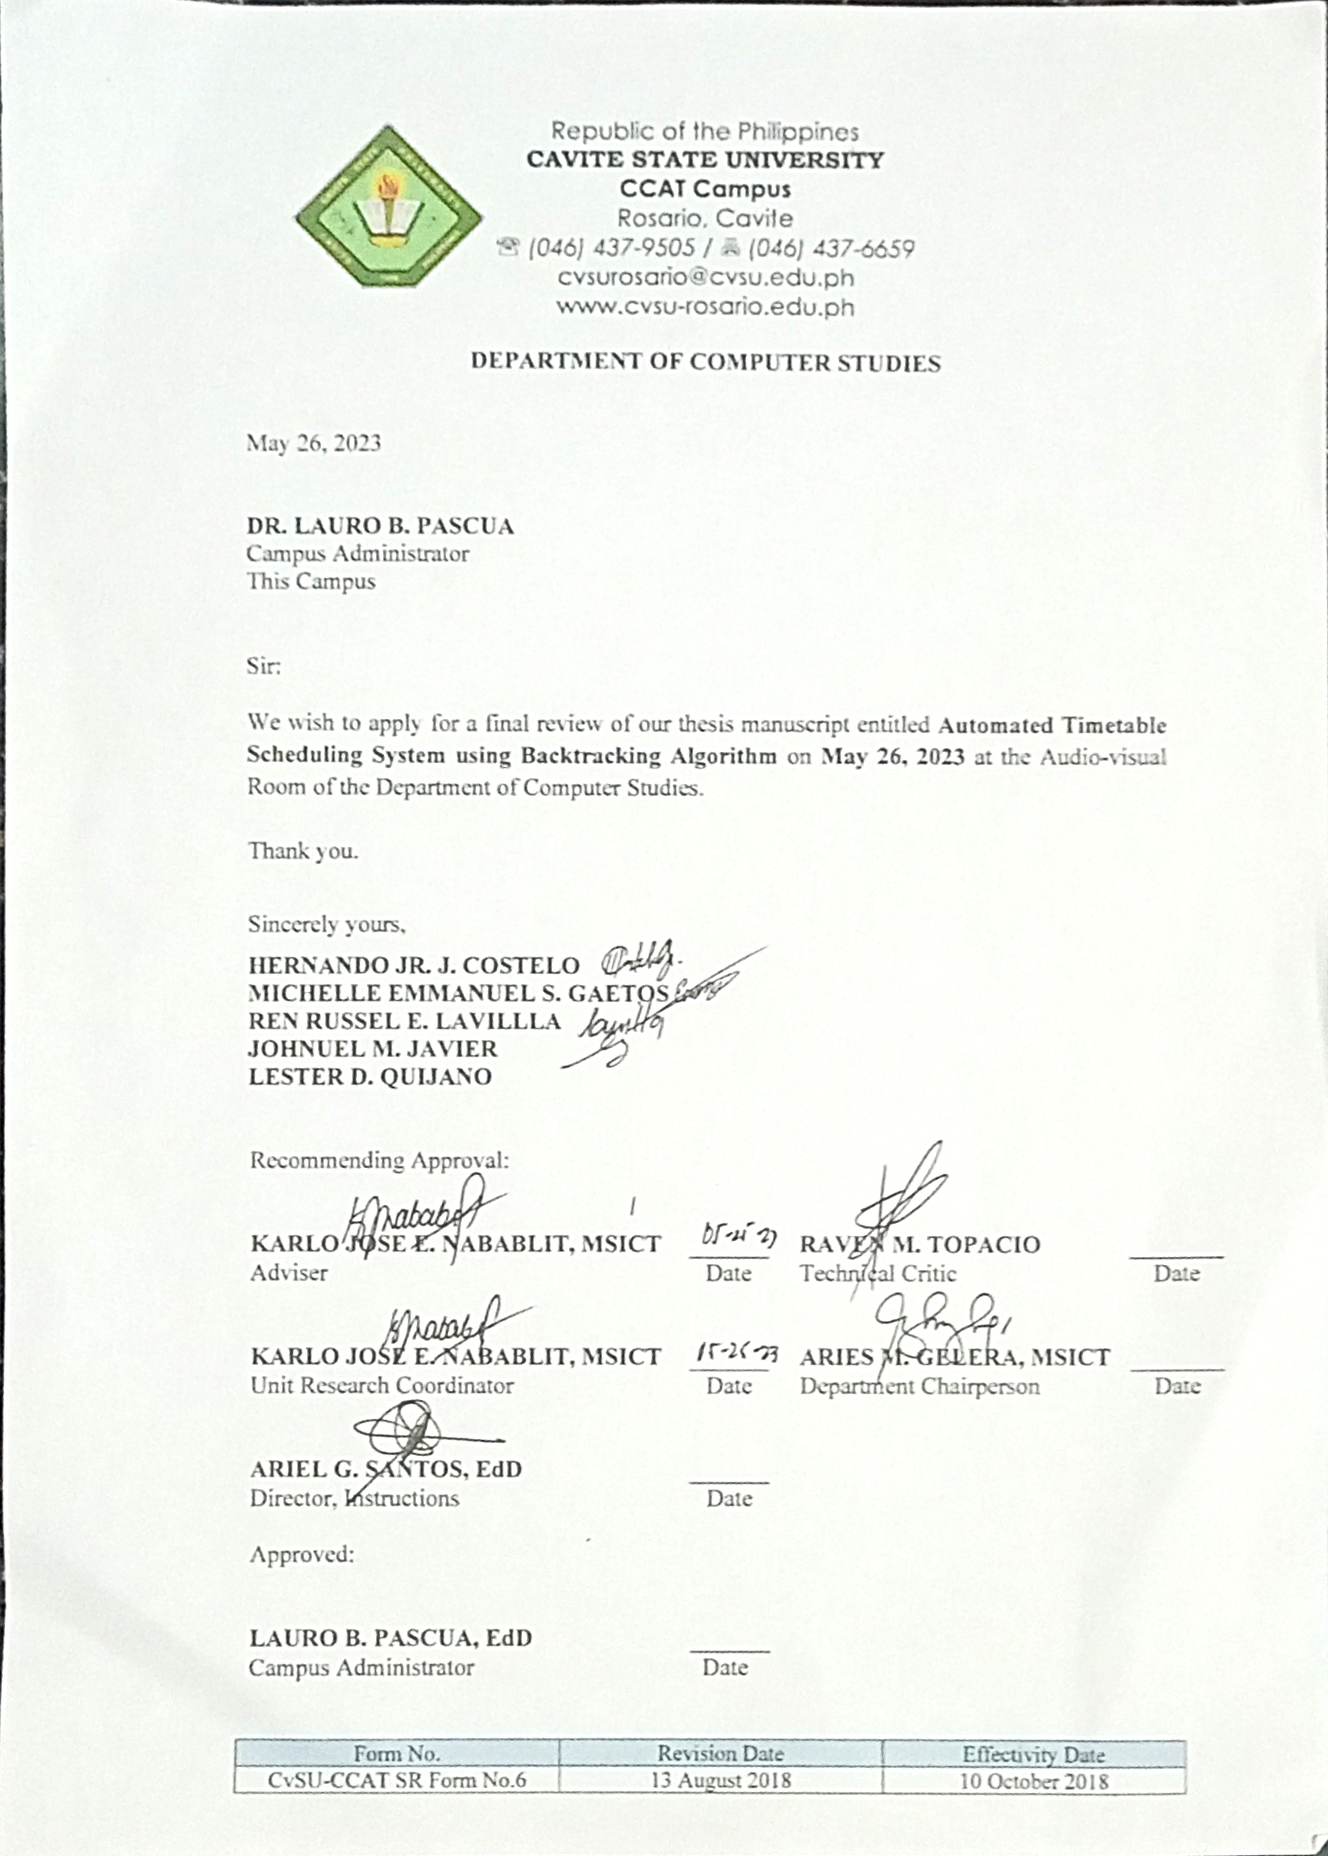 Republic of the Philippines
CAVITE STATE UNIVERSITY
CCAT Campus
Rosario, Cavite
☏ (046) 437-9505 / (046) 437-6659
cvsurosario@cvsu.edu.ph
www.cvsu-rosario.edu.ph
DEPARTMENT OF COMPUTER STUDIES
May 26, 2023
DR. LAURO B. PASCUA
Campus Administrator
This Campus
Sir:
We wish to apply for a final review of our thesis manuscript entitled Automated Timetable
Scheduling System using Backtracking Algorithm on May 26, 2023 at the Audio-visual
Room of the Department of Computer Studies.
Thank you.
Sincerely yours,
HERNANDO JR. J. COSTELO
MICHELLE EMMANUEL S. GAETOS
REN RUSSEL E. LAVILLLA
JOHNUEL M. JAVIER
LESTER D. QUIJANO
Recommending Approval:
KARLO JOSE E. NABABLIT, MSICT RAVEN M. TOPACIO
Adviser Date Technical Critic Date
KARLO JOSE E. NABABLIT, MSICT ARIES M. GELERA, MSICT
Unit Research Coordinator Date Department Chairperson Date
ARIEL G. SANTOS, EdD
Director, Instructions Date
Approved:
LAURO B. PASCUA, EdD
Campus Administrator Date
Form No. Revision Date Effectivity Date
CvSU-CCAT SR Form No.6 13 August 2018 10 October 2018